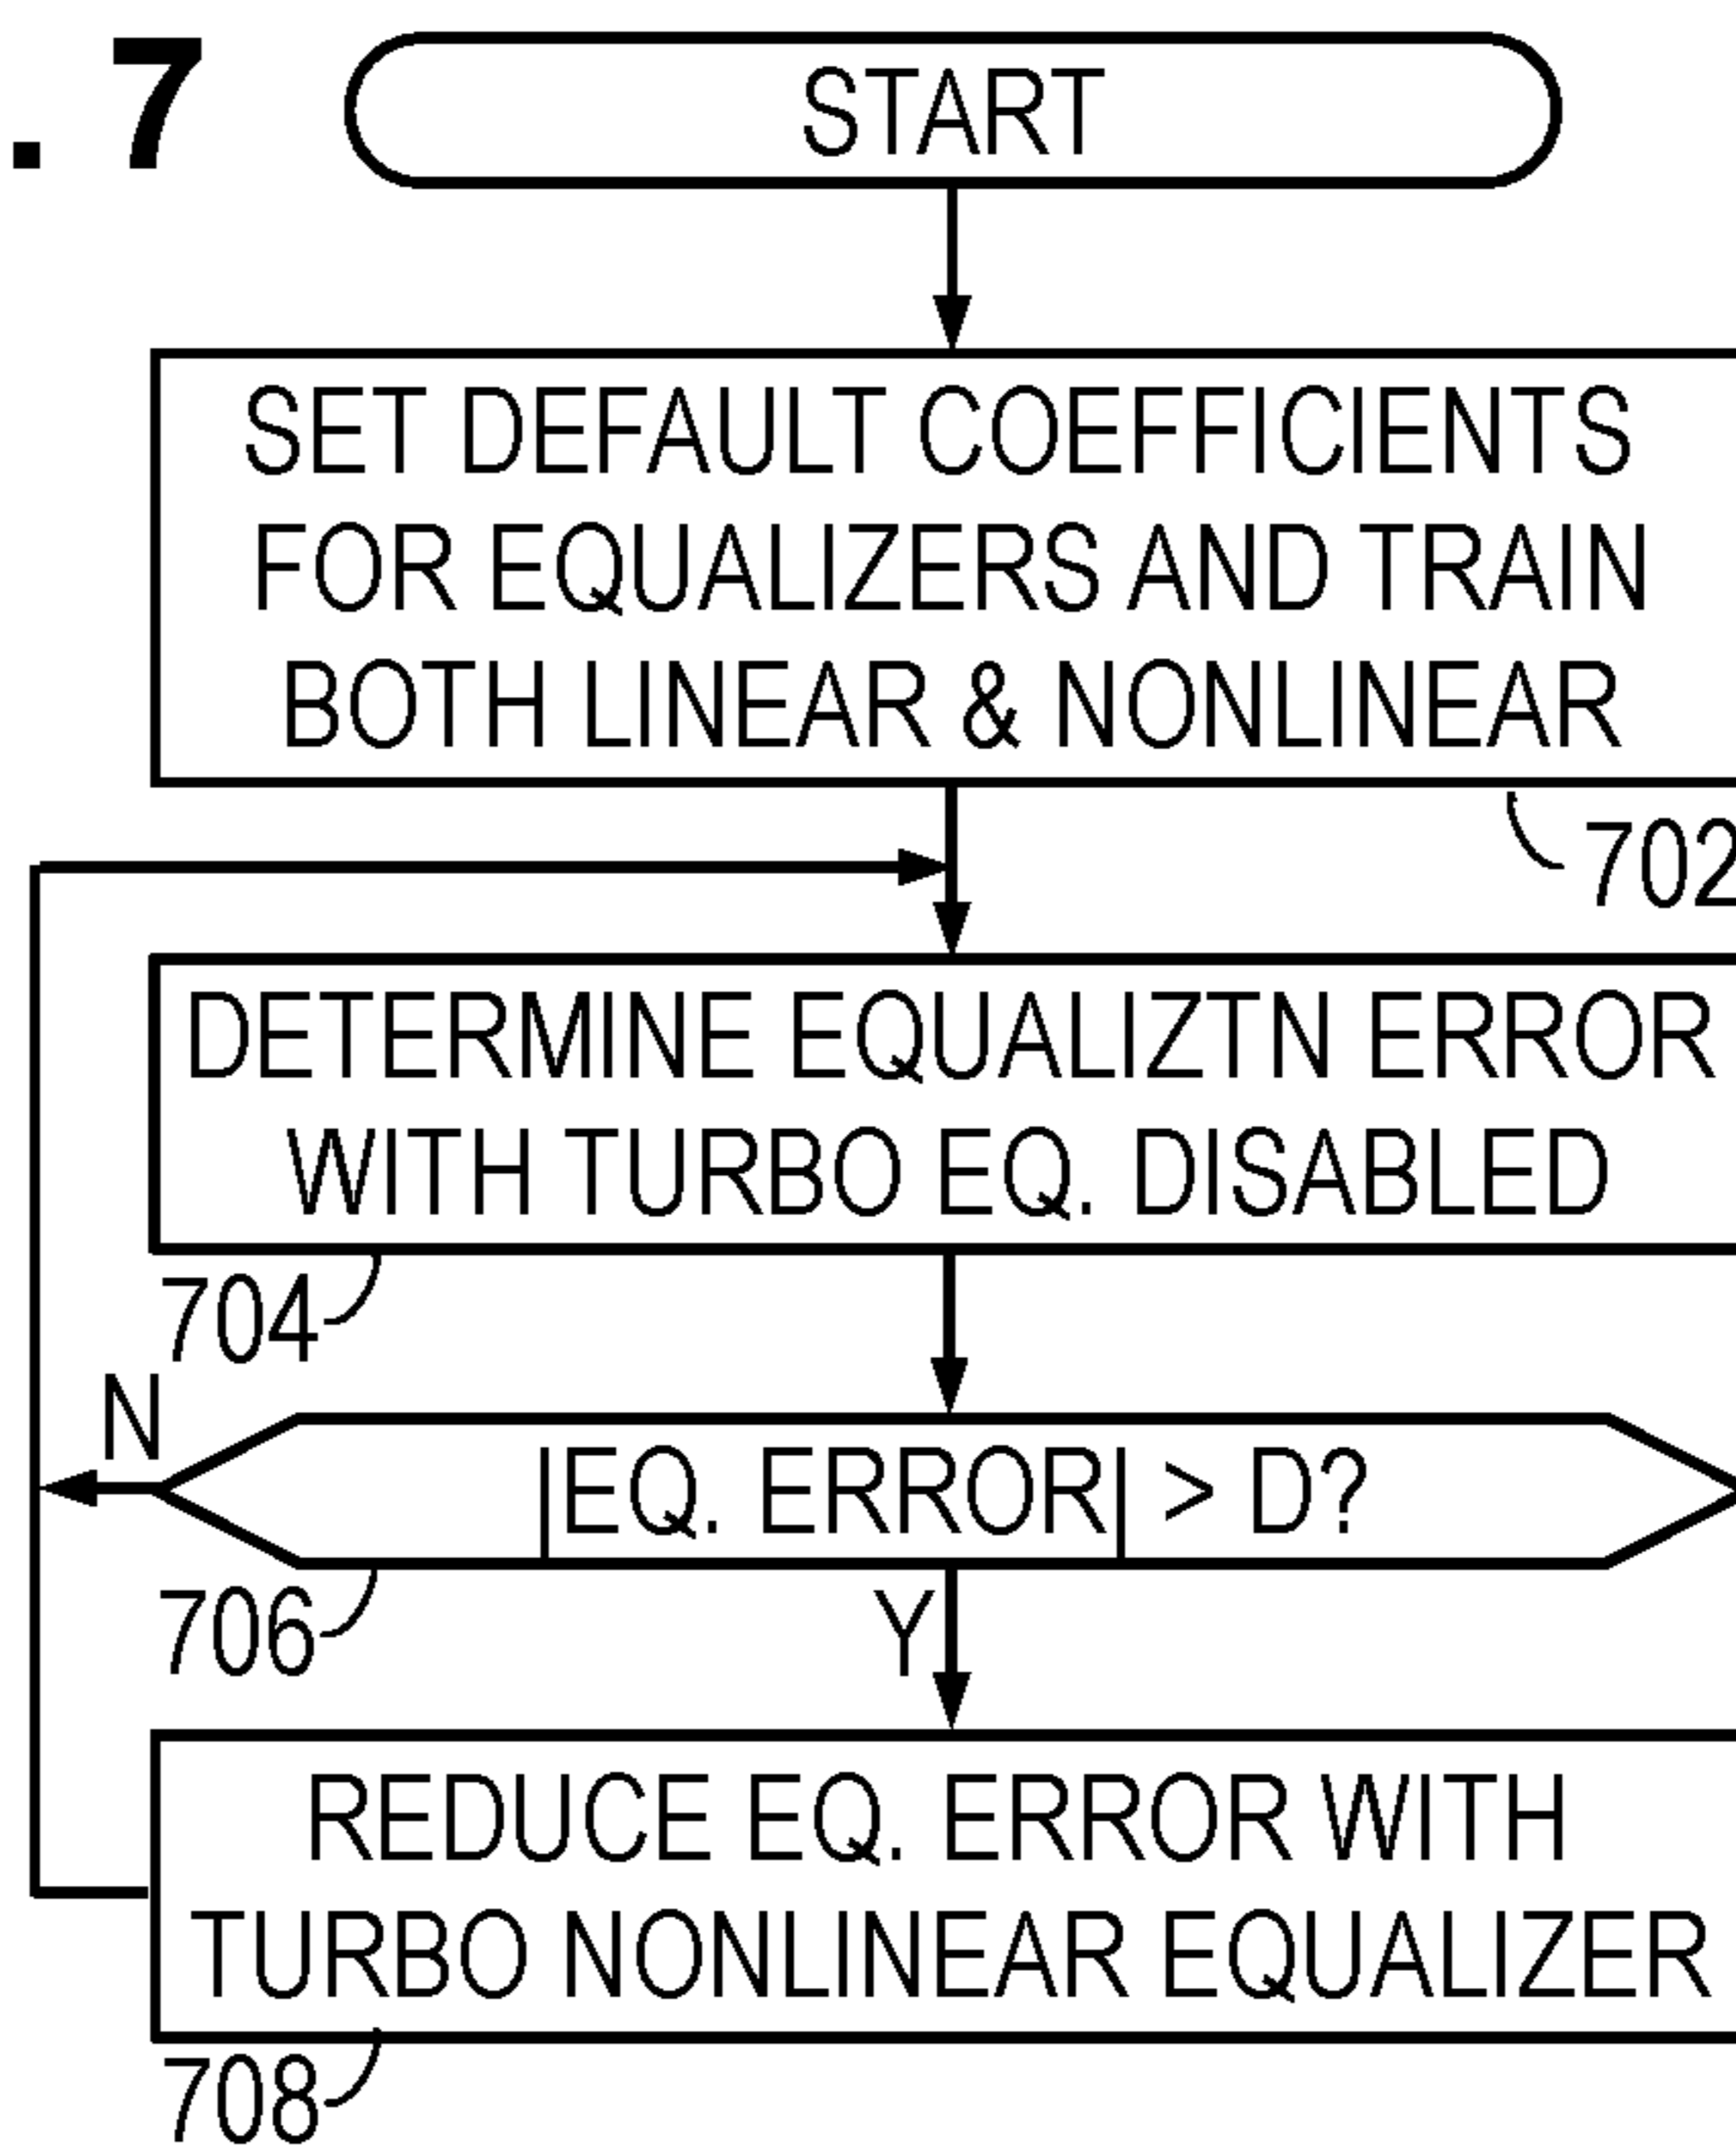 . 7
START
SET DEFAULT COEFFICIENTS
FOR EQUALIZERS AND TRAIN
BOTH LINEAR & NONLINEAR
702
DETERMINE EQUALIZTN ERROR
WITH TURBO EQ. DISABLED
704
N
|EQ. ERROR| > D?
706
Y
REDUCE EQ. ERROR WITH
TURBO NONLINEAR EQUALIZER
708